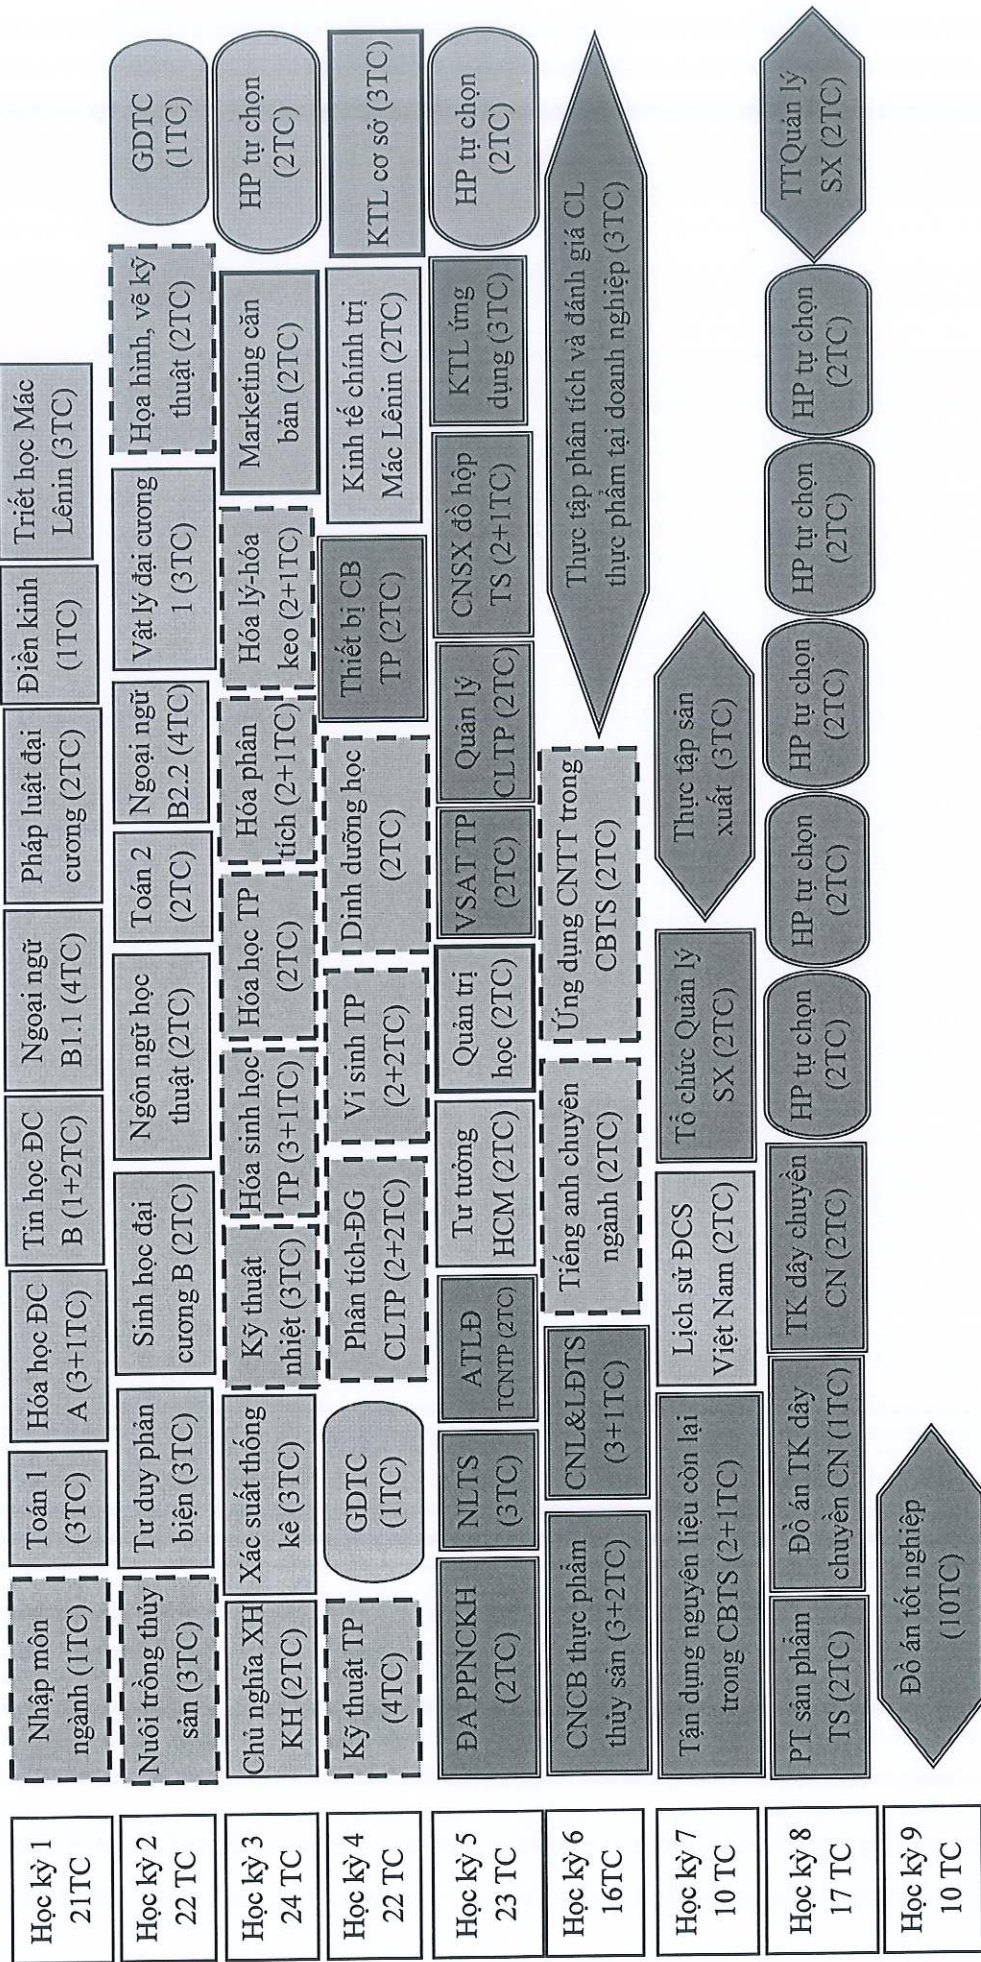 Học kỳ 1
21TC
Nhập môn
ngành (1TC)
Toán 1
(3TC)
Hóa học ĐC
A (3+1TC)
Tin học ĐC
B (1+2TC)
Ngoại ngữ
B1.1 (4TC)
Pháp luật đại
cương (2TC)
Điền kinh
(1TC)
Triết học Mác
Lênin (3TC)
Học kỳ 2
22 TC
Nuôi trồng thủy
sản (3TC)
Tư duy phản
biện (3TC)
Sinh học đại
cương B (2TC)
Ngôn ngữ học
thuật (2TC)
Toán 2
(2TC)
Ngoại ngữ
B2.2 (4TC)
Vật lý đại cương
1 (3TC)
Họa hình, vẽ kỹ
thuật (2TC)
GDTC
(1TC)
Học kỳ 3
24 TC
Chủ nghĩa XH
KH (2TC)
Xác suất thống
kê (3TC)
Kỹ thuật
nhiệt (3TC)
Hóa sinh học
TP (3+1TC)
Hóa học TP
(2TC)
Hóa phân
tích (2+1TC)
Hóa lý-hóa
keo (2+1TC)
Marketing căn
bản (2TC)
HP tự chọn
(2TC)
Học kỳ 4
22 TC
Kỹ thuật TP
(4TC)
GDTC
(1TC)
Phân tích-ĐG
CLTP (2+2TC)
Vi sinh TP
(2+2TC)
Dinh dưỡng học
(2TC)
Thiết bị CB
TP (2TC)
Kinh tế chính trị
Mác Lênin (2TC)
KTL cơ sở (3TC)
Học kỳ 5
23 TC
ĐA PPNCKH
(2TC)
NLTS
(3TC)
ATLĐ
TCNTP (2TC)
Tư tưởng
HCM (2TC)
Quản trị
học (2TC)
VSAT TP
(2TC)
Quản lý
CLTP (2TC)
CNSX đồ hộp
TS (2+1TC)
KTL ứng
dụng (3TC)
HP tự chọn
(2TC)
Học kỳ 6
16TC
CNCB thực phẩm
thủy sản (3+2TC)
CNL&LĐTS
(3+1TC)
Tiếng anh chuyên
ngành (2TC)
Ứng dụng CNTT trong
CBTS (2TC)
Thực tập phân tích và đánh giá CL
thực phẩm tại doanh nghiệp (3TC)
Học kỳ 7
10 TC
Tận dụng nguyên liệu còn lại
trong CBTS (2+1TC)
Lịch sử ĐCS
Việt Nam (2TC)
Tổ chức Quản lý
SX (2TC)
Thực tập sản
xuất (3TC)
Học kỳ 8
17 TC
PT sản phẩm
TS (2TC)
Đồ án TK dây
chuyền CN (1TC)
TK dây chuyền
CN (2TC)
HP tự chọn
(2TC)
HP tự chọn
(2TC)
HP tự chọn
(2TC)
HP tự chọn
(2TC)
HP tự chọn
(2TC)
TTQuản lý
SX (2TC)
Học kỳ 9
10 TC
Đồ án tốt nghiệp
(10TC)